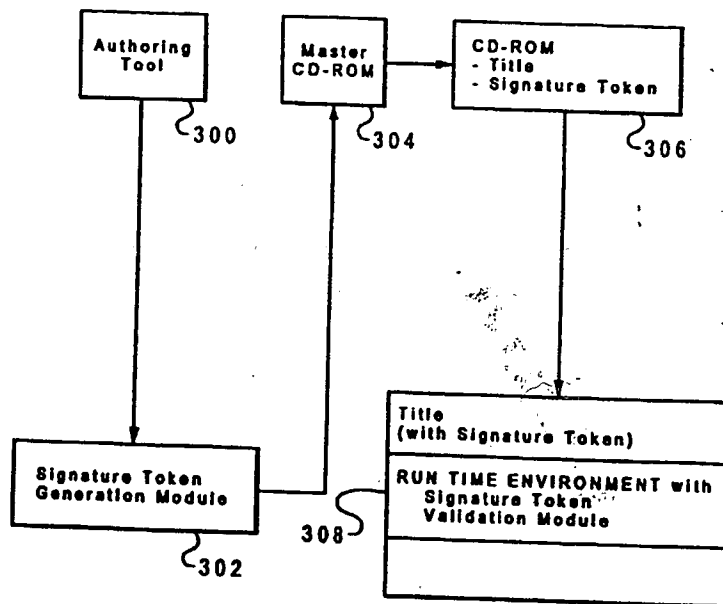 Authoring
Tool
300
Master
CD-ROM
304
CD-ROM
- Title
- Signature Token
306
Signature Token
Generation Module
302
Title
(with Signature Token)
RUN TIME ENVIRONMENT with
Signature Token
Validation Module
308